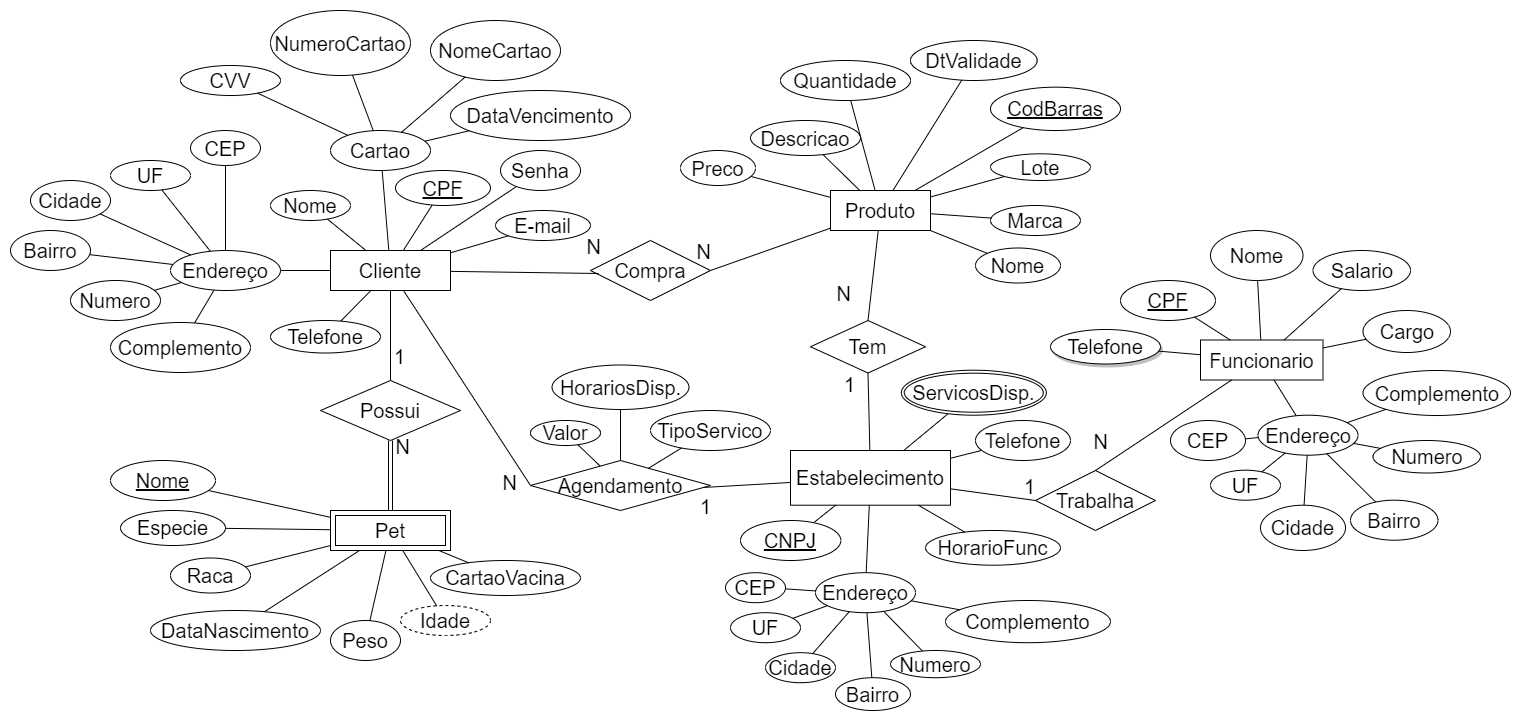 NumeroCartao
NomeCartao
CVV
DataVencimento
Cartao
CEP
UF
Cidade
Bairro
Endereço
Numero
Complemento
Nome
CPF
Senha
E-mail
Cliente
Telefone
N
Compra
N
Quantidade
DtValidade
CodBarras
Descricao
Preco
Lote
Produto
Marca
Nome
N
Tem
1
1
Possui
N
Nome
Especie
Pet
Raca
CartaoVacina
DataNascimento
Peso
Idade
HorariosDisp.
Valor
TipoServico
N
Agendamento
1
ServicosDisp.
Telefone
Estabelecimento
CNPJ
HorarioFunc
CEP
Endereço
UF
Complemento
Cidade
Numero
Bairro
1
Trabalha
N
Nome
Salario
CPF
Cargo
Telefone
Funcionario
Complemento
CEP
Endereço
Numero
UF
Cidade
Bairro